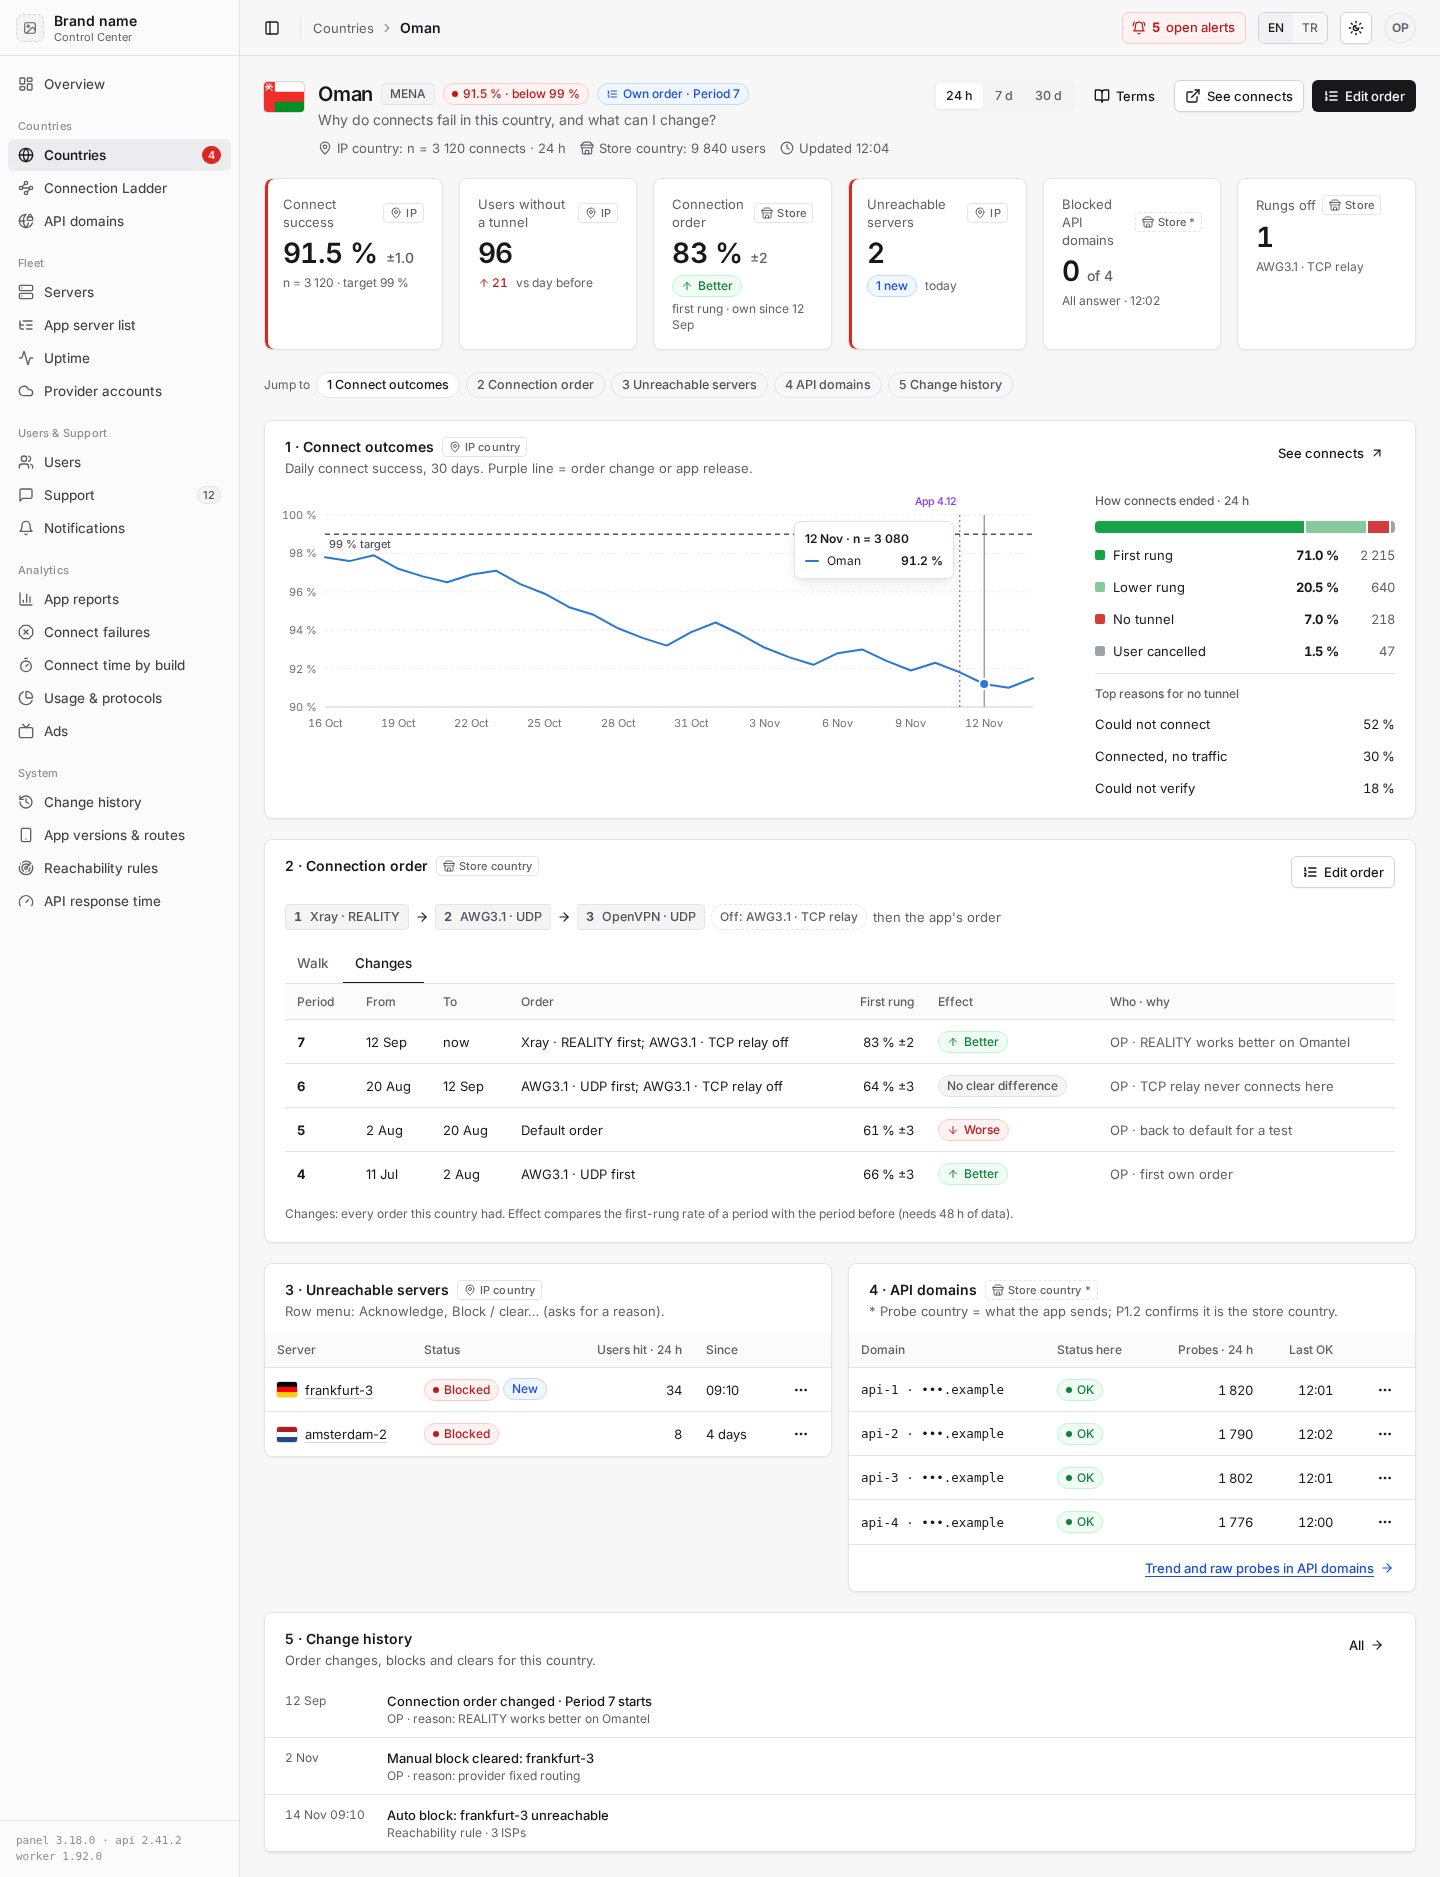 Brand name
Control Center
Overview
Countries
Countries 4
Connection Ladder
API domains
Fleet
Servers
App server list
Uptime
Provider accounts
Users & Support
Users
Support 12
Notifications
Analytics
App reports
Connect failures
Connect time by build
Usage & protocols
Ads
System
Change history
App versions & routes
Reachability rules
API response time
panel 3.18.0 · api 2.41.2
worker 1.92.0
Countries > Oman
5 open alerts
EN TR
OP
Oman MENA 91.5 % · below 99 % Own order · Period 7
Why do connects fail in this country, and what can I change?
IP country: n = 3 120 connects · 24 h Store country: 9 840 users Updated 12:04
24 h 7 d 30 d
Terms
See connects
Edit order
Connect success IP
91.5 % ±1.0
n = 3 120 · target 99 %
Users without a tunnel IP
96
↑ 21 vs day before
Connection order Store
83 % ±2
↑ Better
first rung · own since 12 Sep
Unreachable servers IP
2
1 new today
Blocked API domains Store *
0 of 4
All answer · 12:02
Rungs off Store
1
AWG3.1 · TCP relay
Jump to 1 Connect outcomes 2 Connection order 3 Unreachable servers 4 API domains 5 Change history
1 · Connect outcomes IP country
Daily connect success, 30 days. Purple line = order change or app release.
See connects ↗
App 4.12
100 %
98 %
96 %
94 %
92 %
90 %
99 % target
12 Nov · n = 3 080
Oman 91.2 %
16 Oct 19 Oct 22 Oct 25 Oct 28 Oct 31 Oct 3 Nov 6 Nov 9 Nov 12 Nov
How connects ended · 24 h
First rung 71.0 % 2 215
Lower rung 20.5 % 640
No tunnel 7.0 % 218
User cancelled 1.5 % 47
Top reasons for no tunnel
Could not connect 52 %
Connected, no traffic 30 %
Could not verify 18 %
2 · Connection order Store country
Edit order
1 Xray · REALITY → 2 AWG3.1 · UDP → 3 OpenVPN · UDP Off: AWG3.1 · TCP relay then the app's order
Walk Changes
Period From To Order First rung Effect Who · why
7 12 Sep now Xray · REALITY first; AWG3.1 · TCP relay off 83 % ±2 ↑ Better OP · REALITY works better on Omantel
6 20 Aug 12 Sep AWG3.1 · UDP first; AWG3.1 · TCP relay off 64 % ±3 No clear difference OP · TCP relay never connects here
5 2 Aug 20 Aug Default order 61 % ±3 ↓ Worse OP · back to default for a test
4 11 Jul 2 Aug AWG3.1 · UDP first 66 % ±3 ↑ Better OP · first own order
Changes: every order this country had. Effect compares the first-rung rate of a period with the period before (needs 48 h of data).
3 · Unreachable servers IP country
Row menu: Acknowledge, Block / clear... (asks for a reason).
Server Status Users hit · 24 h Since
frankfurt-3 Blocked New 34 09:10 ···
amsterdam-2 Blocked 8 4 days ···
4 · API domains Store country *
* Probe country = what the app sends; P1.2 confirms it is the store country.
Domain Status here Probes · 24 h Last OK
api-1 · •••.example OK 1 820 12:01 ···
api-2 · •••.example OK 1 790 12:02 ···
api-3 · •••.example OK 1 802 12:01 ···
api-4 · •••.example OK 1 776 12:00 ···
Trend and raw probes in API domains →
5 · Change history
Order changes, blocks and clears for this country.
All →
12 Sep Connection order changed · Period 7 starts
OP · reason: REALITY works better on Omantel
2 Nov Manual block cleared: frankfurt-3
OP · reason: provider fixed routing
14 Nov 09:10 Auto block: frankfurt-3 unreachable
Reachability rule · 3 ISPs